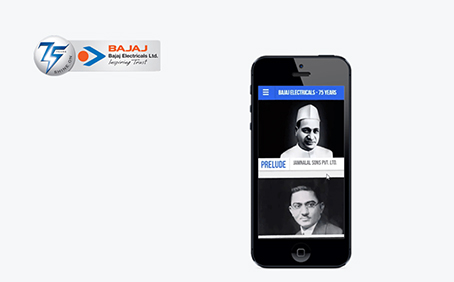 75
BAJAJ
Bajaj Electricals Ltd.
Inspiring Trust
BAJAJ ELECTRICALS - 75 YEARS
PRELUDE
JAMNALAL SONS PVT. LTD.